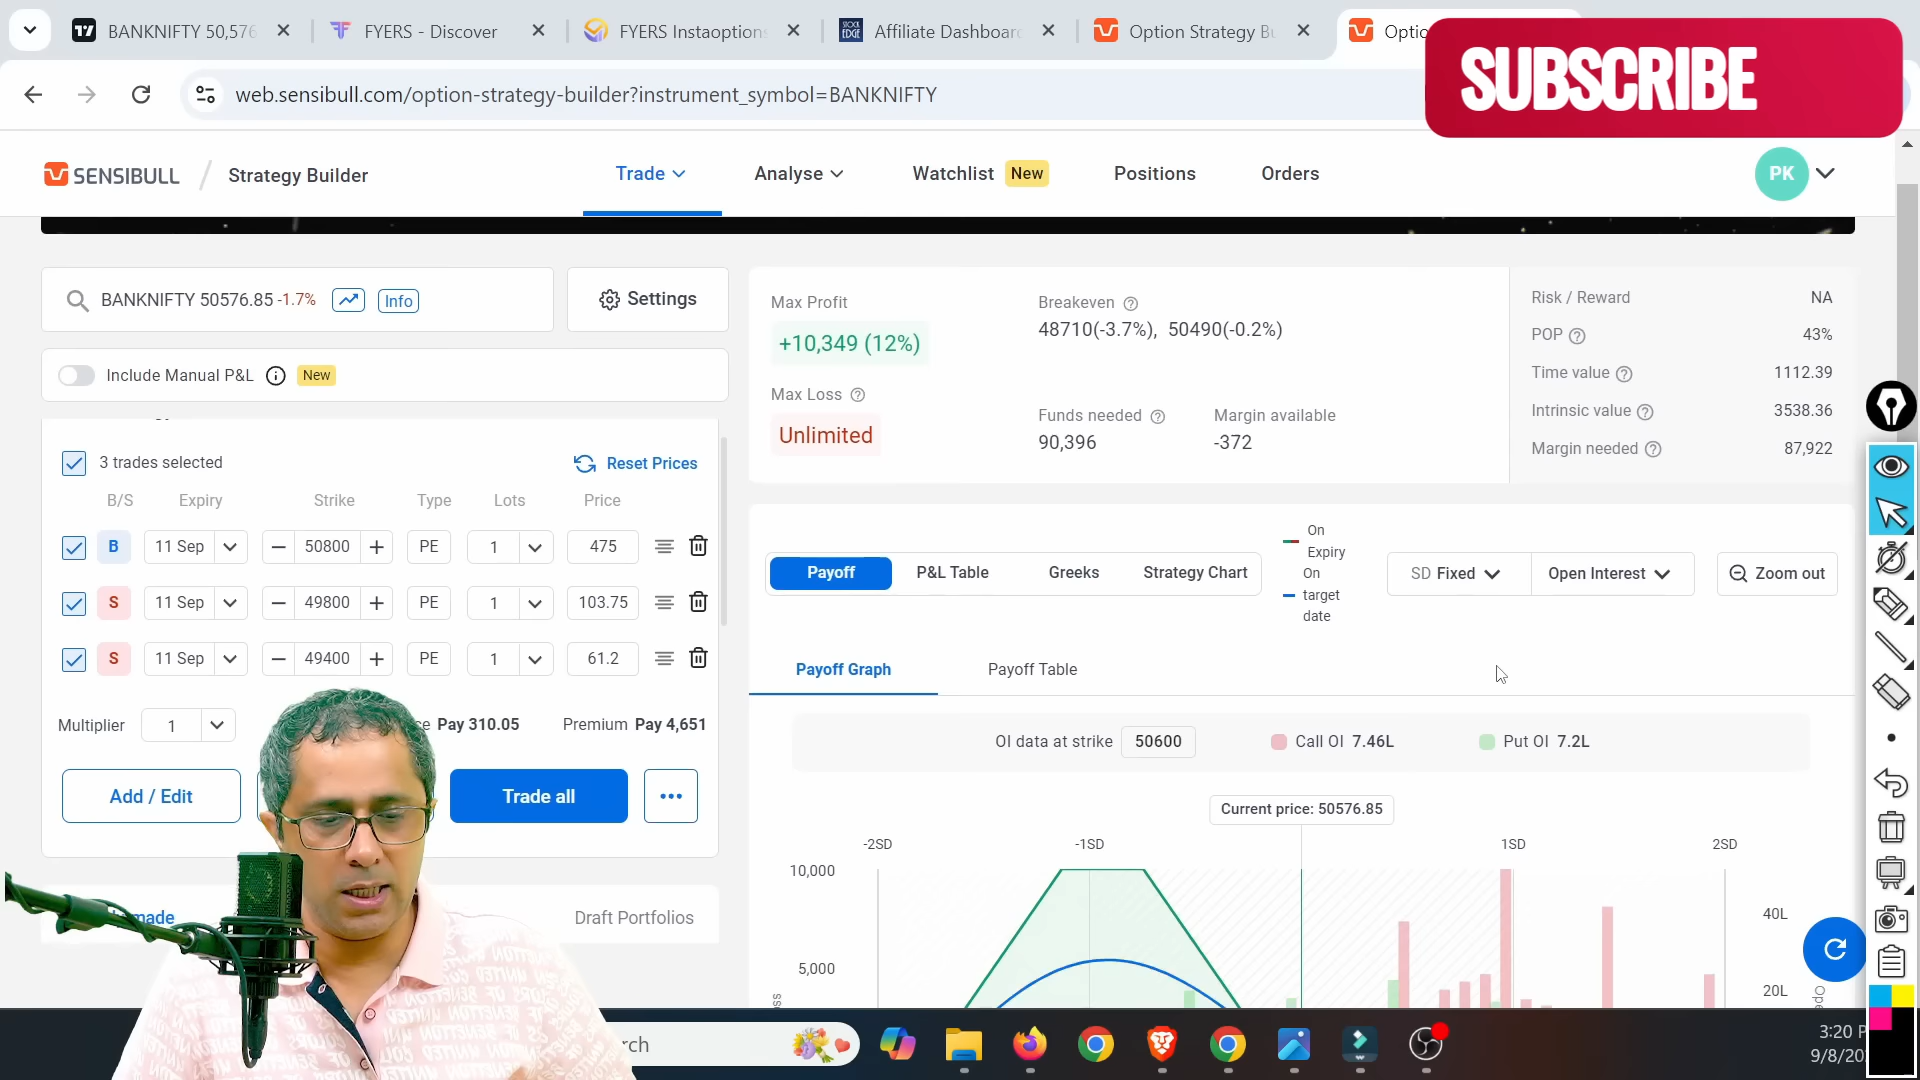 BANKNIFTY 50,576
FYERS - Discover
FYERS Instaoption
Affiliate Dashboar
Option Strategy Bu
Optic
SUBSCRIBE
web.sensibull.com/option-strategy-builder?instrument_symbol=BANKNIFTY
SENSIBULL / Strategy Builder
Trade
Analyse
Watchlist New
Positions
Orders
PK
BANKNIFTY 50576.85 -1.7% Info
Settings
Include Manual P&L New
3 trades selected
Reset Prices
B/S Expiry Strike Type Lots Price
B 11 Sep 50800 PE 1 475
S 11 Sep 49800 PE 1 103.75
S 11 Sep 49400 PE 1 61.2
Multiplier 1
Pay 310.05
Premium Pay 4,651
Add / Edit
Trade all
made
Draft Portfolios
Max Profit
+10,349 (12%)
Max Loss
Unlimited
Breakeven
48710(-3.7%), 50490(-0.2%)
Funds needed
90,396
Margin available
-372
Risk / Reward NA
POP 43%
Time value 1112.39
Intrinsic value 3538.36
Margin needed 87,922
Payoff
P&L Table
Greeks
Strategy Chart
On
Expiry
On
target
date
SD Fixed
Open Interest
Zoom out
Payoff Graph
Payoff Table
OI data at strike 50600
Call OI 7.46L
Put OI 7.2L
Current price: 50576.85
-2SD
-1SD
1SD
2SD
10,000
5,000
40L
20L
3:20 P
9/8/20